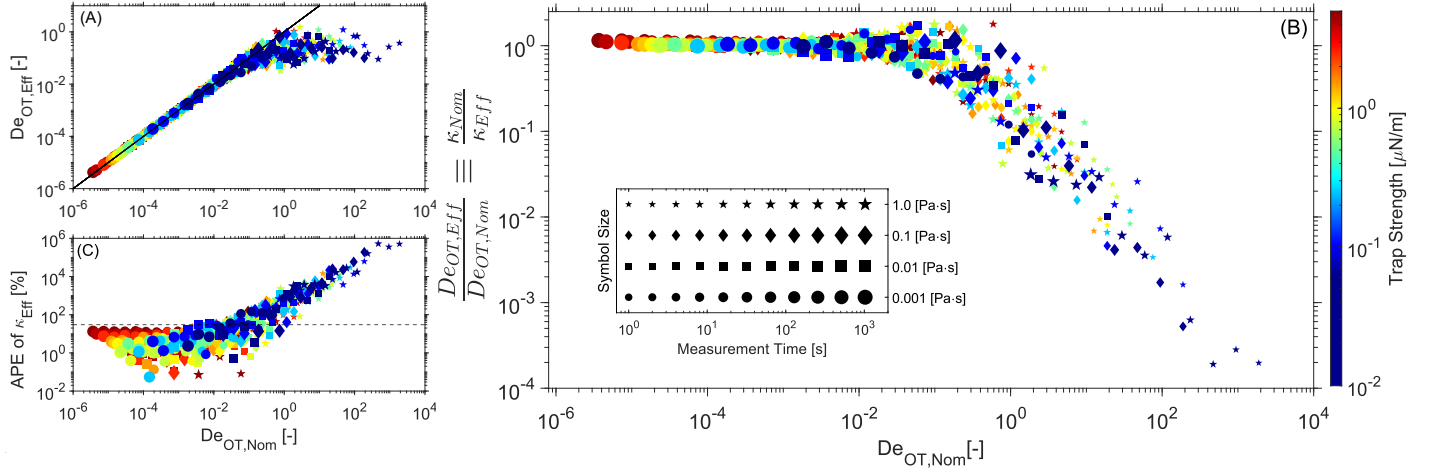 (A)
De_OT,Eff [-]
10^0
10^-2
10^-4
10^-6
10^-6 10^-4 10^-2 10^0 10^2 10^4
(C)
APE of κ_Eff [%]
10^6
10^4
10^2
10^0
10^-2
10^-6 10^-4 10^-2 10^0 10^2 10^4
De_OT,Nom [-]
(B)
De_OT,Eff / De_OT,Nom ≡ κ_Nom / κ_Eff
10^0
10^-1
10^-2
10^-3
10^-4
10^-6 10^-4 10^-2 10^0 10^2 10^4
De_OT,Nom[-]
Symbol Size
1.0 [Pa·s]
0.1 [Pa·s]
0.01 [Pa·s]
0.001 [Pa·s]
10^0 10^1 10^2 10^3
Measurement Time [s]
10^0
10^-1
10^-2
Trap Strength [μN/m]